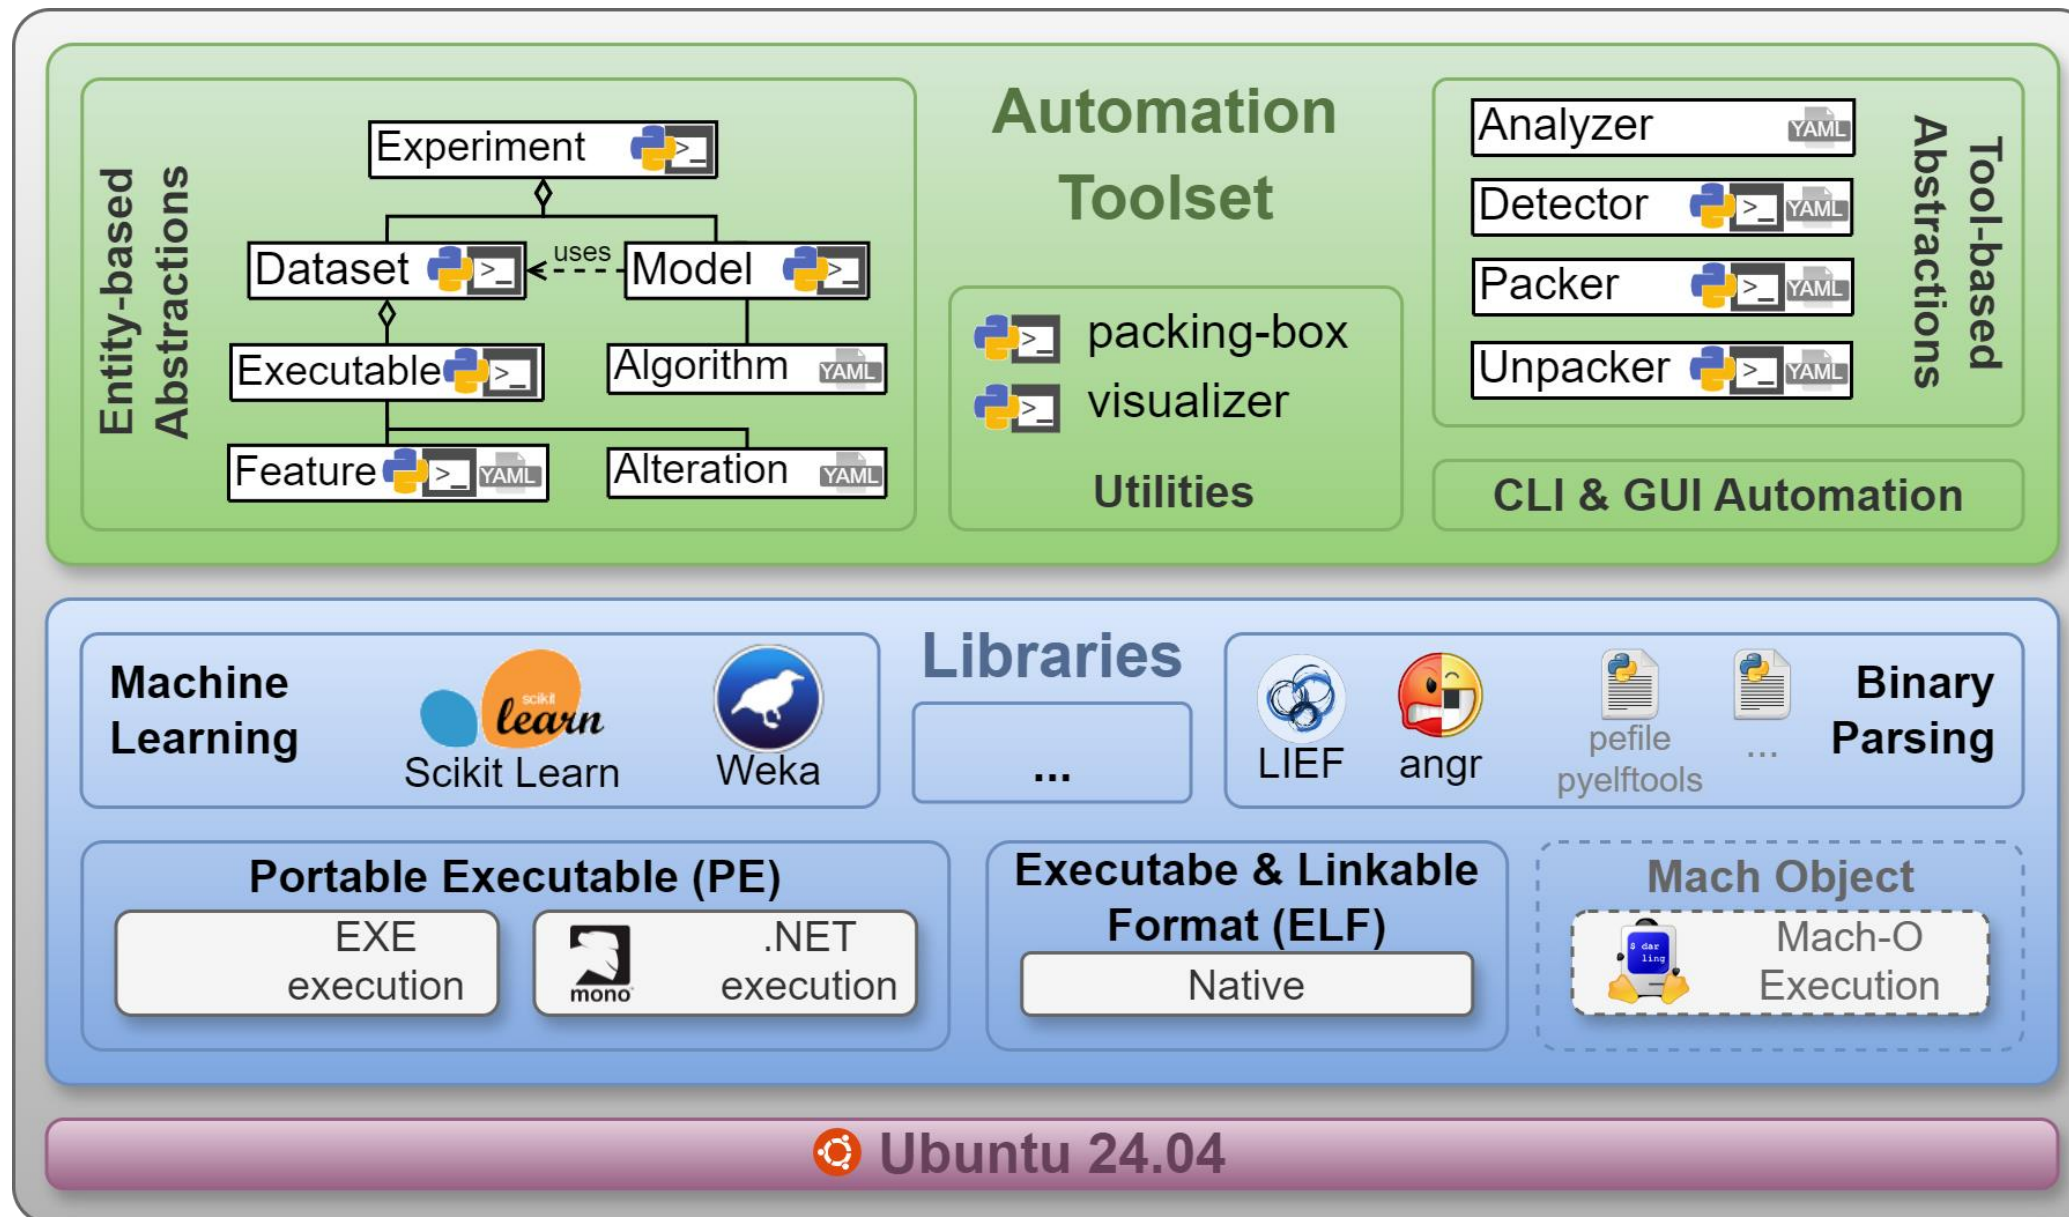 Automation
Toolset
Entity-based
Abstractions
Experiment >_
Dataset >_
uses
Model >_
Executable >_
Algorithm YAML
Feature >_ YAML
Alteration YAML
>_ packing-box
>_ visualizer
Utilities
Analyzer YAML
Detector >_ YAML
Packer >_ YAML
Unpacker >_ YAML
Tool-based
Abstractions
CLI & GUI Automation
Libraries
Machine
Learning
scikit
learn
Scikit Learn
Weka
...
LIEF
angr
pefile
pyelftools
...
Binary
Parsing
Portable Executable (PE)
EXE
execution
mono
.NET
execution
Executabe & Linkable
Format (ELF)
Native
Mach Object
$ dar
ling
Mach-O
Execution
Ubuntu 24.04